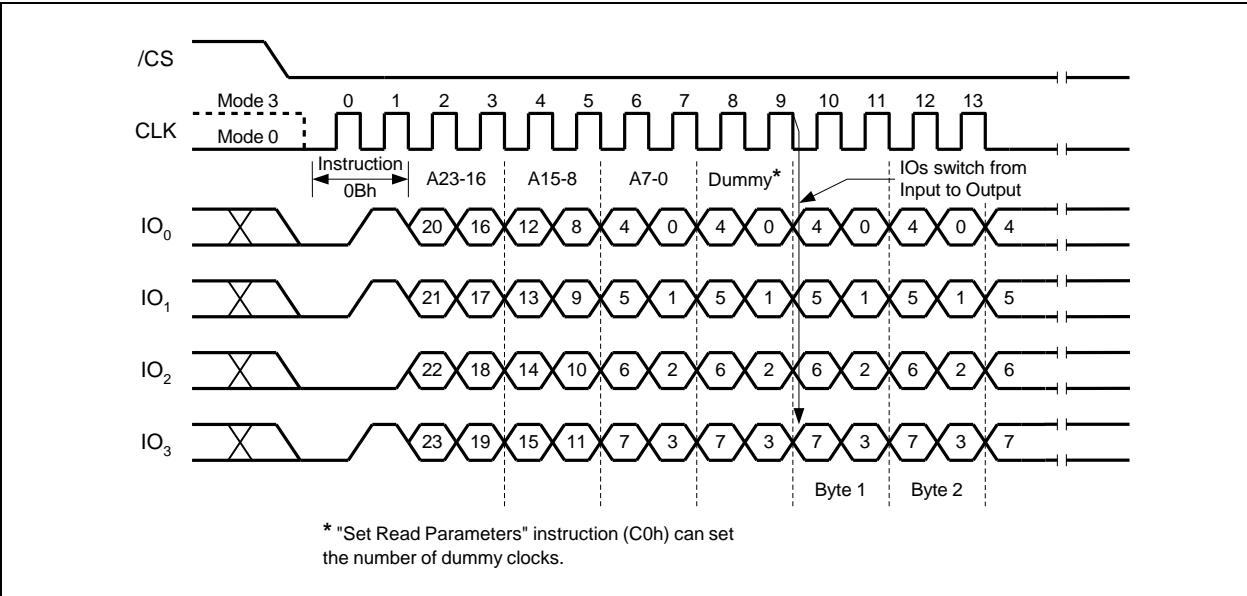 /CS
Mode 3 0 1 2 3 4 5 6 7 8 9 10 11 12 13
CLK Mode 0
Instruction
0Bh
A23-16 A15-8 A7-0 Dummy*
IOs switch from
Input to Output
IO0 20 16 12 8 4 0 4 0 4 0 4 0 4
IO1 21 17 13 9 5 1 5 1 5 1 5 1 5
IO2 22 18 14 10 6 2 6 2 6 2 6 2 6
IO3 23 19 15 11 7 3 7 3 7 3 7 3 7
Byte 1 Byte 2
* "Set Read Parameters" instruction (C0h) can set
the number of dummy clocks.